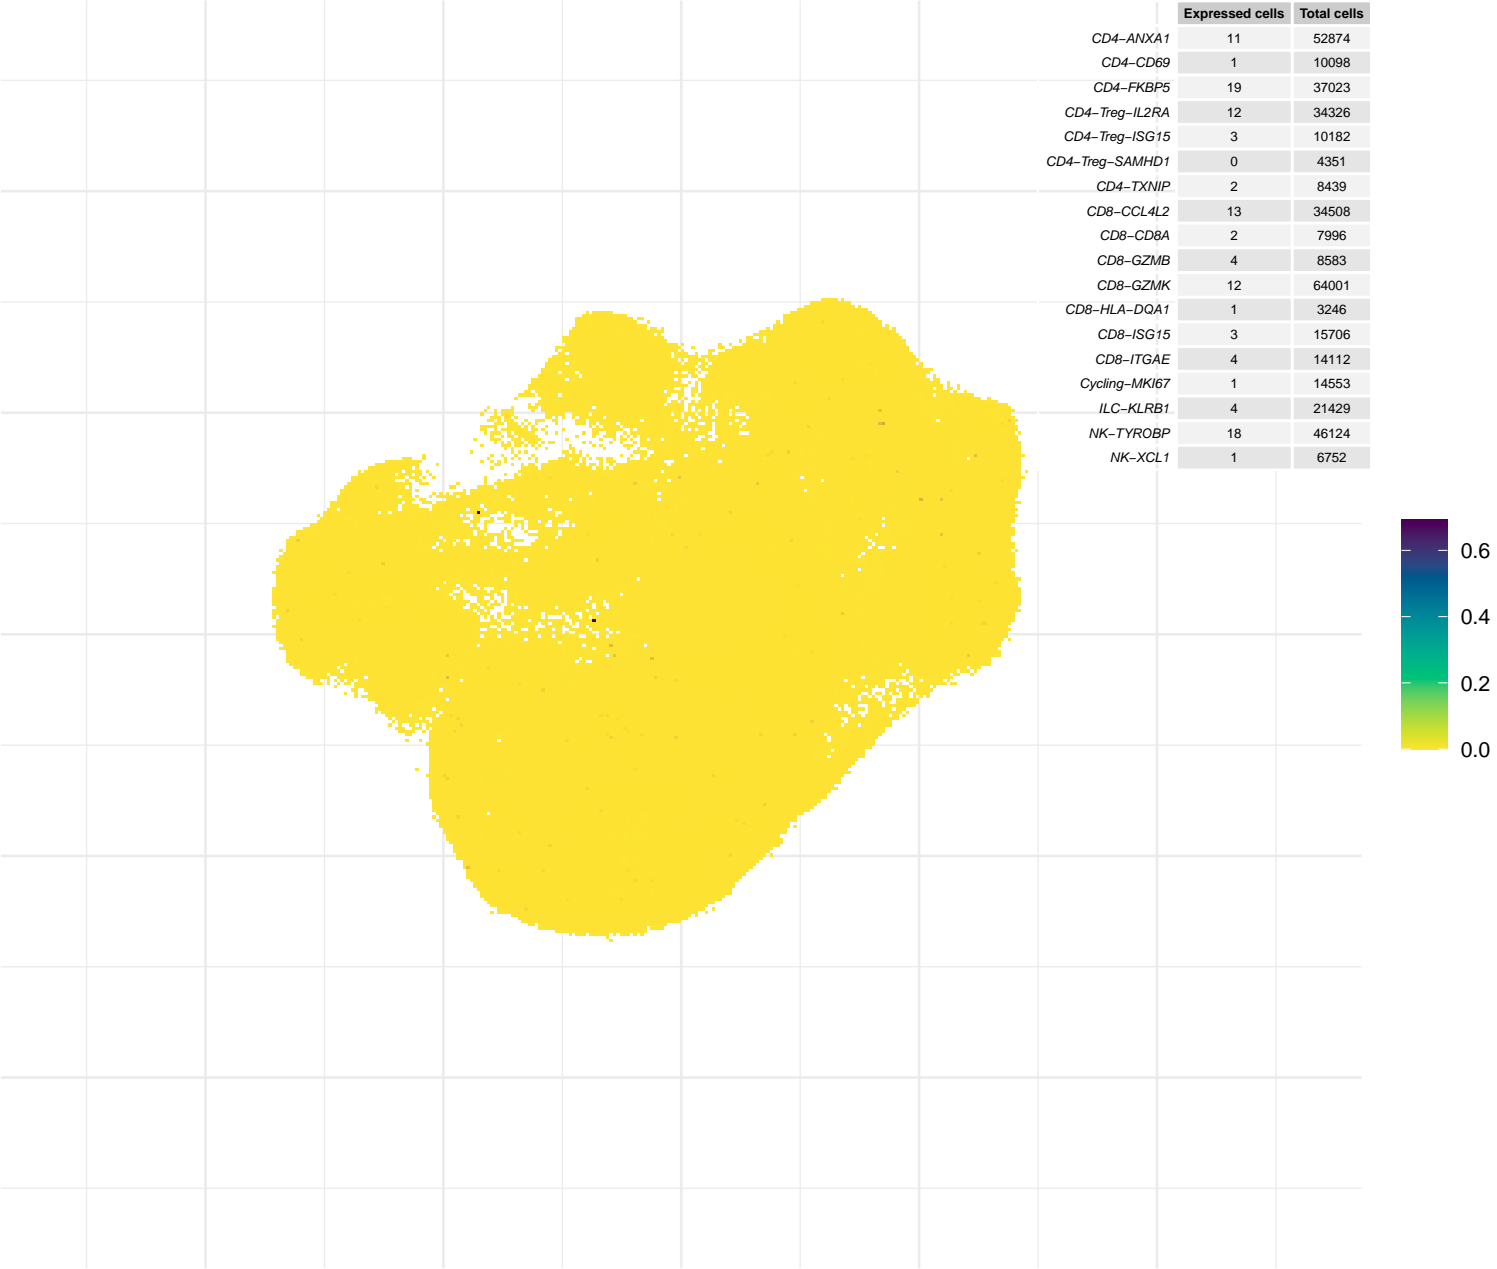 Expressed cells Total cells
CD4−ANXA1 11 52874
CD4−CD69 1 10098
CD4−FKBP5 19 37023
CD4−Treg−IL2RA 12 34326
CD4−Treg−ISG15 3 10182
CD4−Treg−SAMHD1 0 4351
CD4−TXNIP 2 8439
CD8−CCL4L2 13 34508
CD8−CD8A 2 7996
CD8−GZMB 4 8583
CD8−GZMK 12 64001
CD8−HLA−DQA1 1 3246
CD8−ISG15 3 15706
CD8−ITGAE 4 14112
Cycling−MKI67 1 14553
ILC−KLRB1 4 21429
NK−TYROBP 18 46124
NK−XCL1 1 6752
0.6
0.4
0.2
0.0